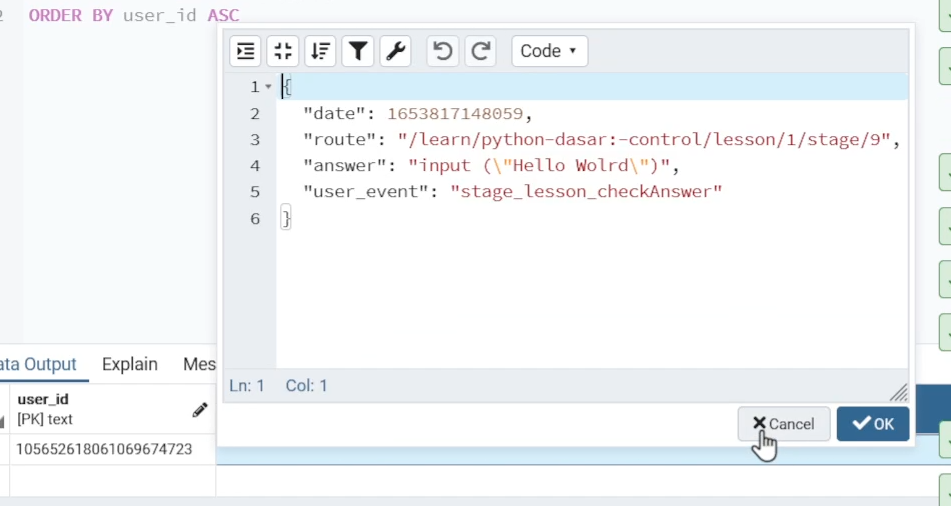 2 ORDER BY user_id ASC
Code
1 {
2 "date": 1653817148059,
3 "route": "/learn/python-dasar:-control/lesson/1/stage/9",
4 "answer": "input (\"Hello Wolrd\")",
5 "user_event": "stage_lesson_checkAnswer"
6 }
Ln: 1 Col: 1
Cancel OK
ata Output Explain Mes
user_id
[PK] text
105652618061069674723